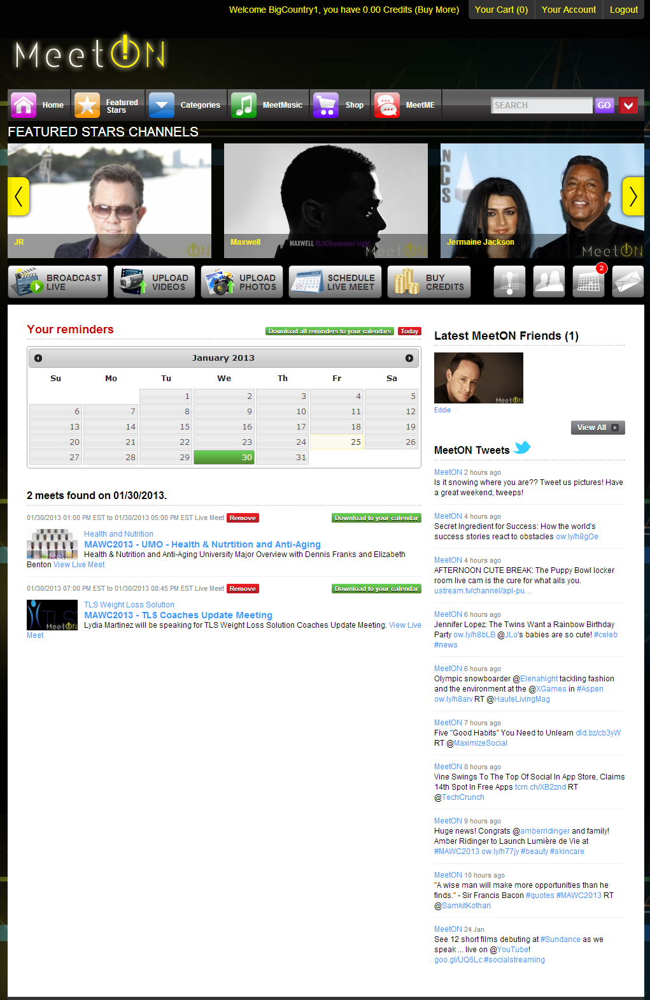 Welcome BigCountry1, you have 0.00 Credits (Buy More)
Your Cart (0)
Your Account
Logout
MeetON
Home
Featured
Stars
Categories
MeetMusic
Shop
MeetME
SEARCH
GO
FEATURED STARS CHANNELS
JR
MeetON
Maxwell
MAXWELL BLACKsummers'night
MeetON
NCS
Jermaine Jackson
MeetON
BROADCAST
LIVE
UPLOAD
VIDEOS
UPLOAD
PHOTOS
SCHEDULE
LIVE MEET
BUY
CREDITS
2
Your reminders
Download all reminders to your calendars
Today
January 2013
Su Mo Tu We Th Fr Sa
1 2 3 4 5
6 7 8 9 10 11 12
13 14 15 16 17 18 19
20 21 22 23 24 25 26
27 28 29 30 31
2 meets found on 01/30/2013.
01/30/2013 01:00 PM EST to 01/30/2013 05:00 PM EST Live Meet Remove
Download to your calendar
Health and Nutrition
MAWC2013 - UMO - Health & Nutrtition and Anti-Aging
Health & Nutrition and Anti-Aging University Major Overview with Dennis Franks and Elizabeth
Benton View Live Meet
01/30/2013 07:00 PM EST to 01/30/2013 08:45 PM EST Live Meet Remove
Download to your calendar
TLS
MeetON
TLS Weight Loss Solution
MAWC2013 - TLS Coaches Update Meeting
Lydia Martinez will be speaking for TLS Weight Loss Solution Coaches Update Meeting. View Live
Meet
Latest MeetON Friends (1)
MeetON
Eddie
View All
MeetON Tweets
MeetON 2 hours ago
Is it snowing where you are?? Tweet us pictures! Have
a great weekend, tweeps!
MeetON 4 hours ago
Secret Ingredient for Success: How the world's
success stories react to obstacles ow.ly/h8gOe
MeetON 4 hours ago
AFTERNOON CUTE BREAK: The Puppy Bowl locker
room live cam is the cure for what ails you.
ustream.tv/channel/apl-pu…
MeetON 6 hours ago
Jennifer Lopez: The Twins Want a Rainbow Birthday
Party ow.ly/h8bLB @JLo's babies are so cute! #celeb
#news
MeetON 6 hours ago
Olympic snowboarder @Elenahight tackling fashion
and the environment at the @XGames in #Aspen
ow.ly/h8arv RT @HauteLivingMag
MeetON 7 hours ago
Five "Good Habits" You Need to Unlearn dld.bz/cb3yW
RT @MaximizeSocial
MeetON 8 hours ago
Vine Swings To The Top Of Social In App Store, Claims
14th Spot In Free Apps tcrn.ch/XB2znd RT
@TechCrunch
MeetON 9 hours ago
Huge news! Congrats @amberridinger and family!
Amber Ridinger to Launch Lumière de Vie at
#MAWC2013 ow.ly/h77jy #beauty #skincare
MeetON 10 hours ago
"A wise man will make more opportunities than he
finds." - Sir Francis Bacon #quotes #MAWC2013 RT
@SamkitKothari
MeetON 24 Jan
See 12 short films debuting at #Sundance as we
speak ... live on @YouTube!
goo.gl/UQ6Lc #socialstreaming